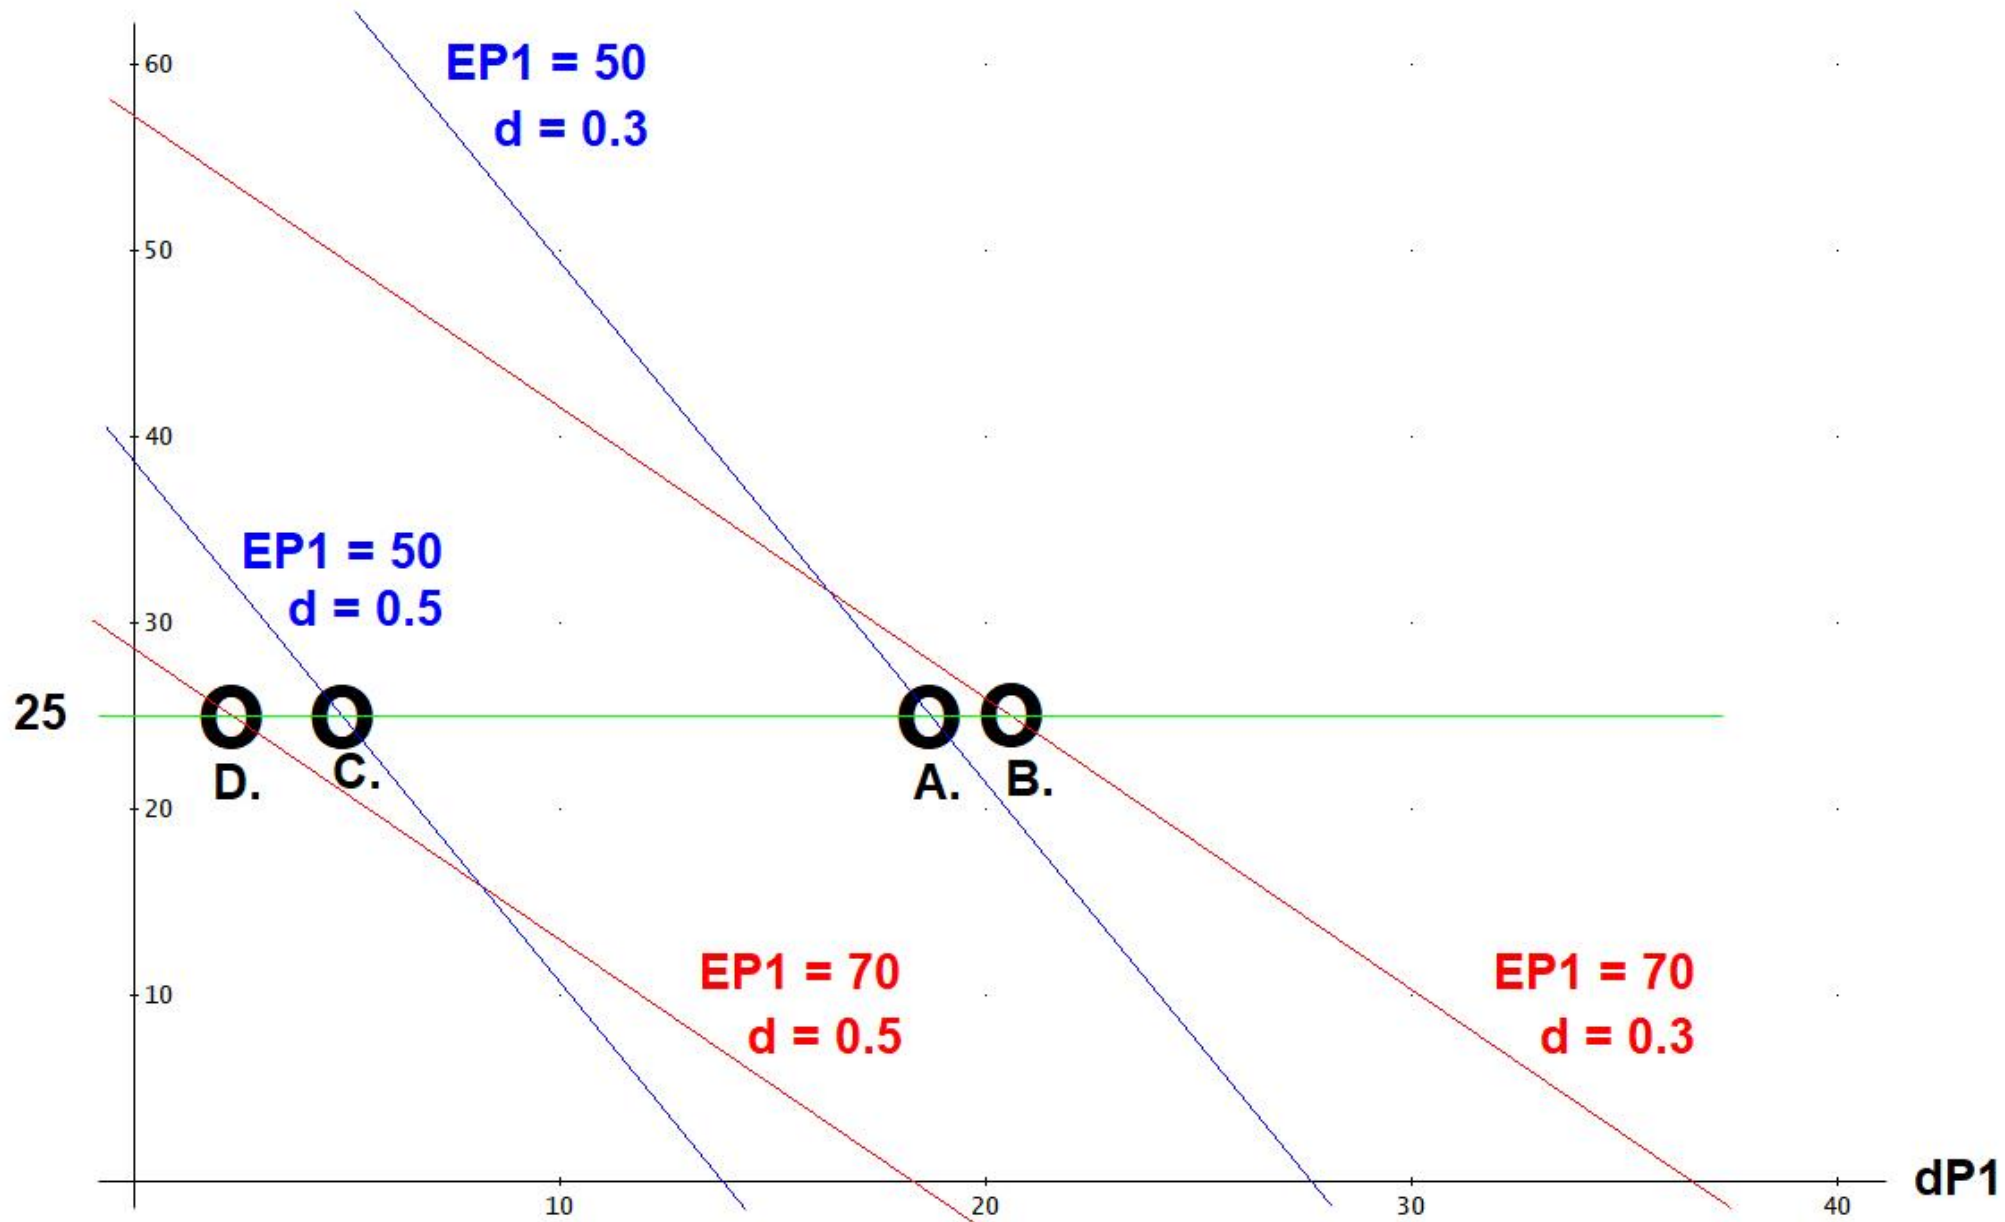 60
EP1 = 50
d = 0.3
50
40
EP1 = 50
d = 0.5
30
25
D.
C.
A.
B.
20
EP1 = 70
d = 0.5
EP1 = 70
d = 0.3
10
dP1
10
20
30
40